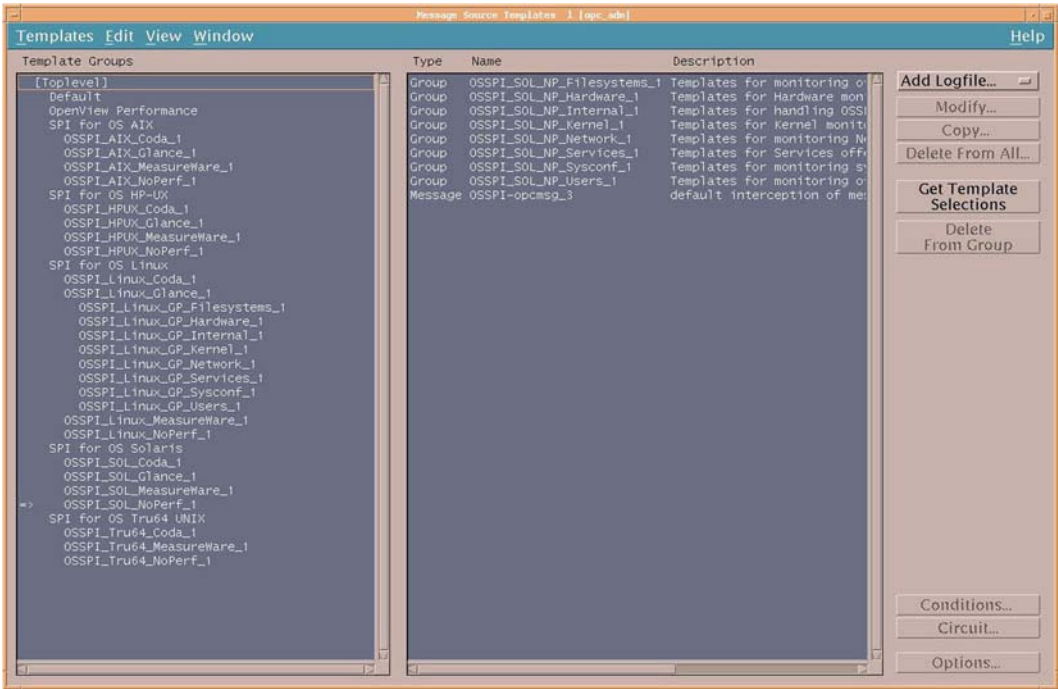 Message Source Templates 1 [opc_adm]
Templates Edit View Window Help
Template Groups
[Toplevel]
Default
OpenView Performance
SPI for OS AIX
OSSPI_AIX_Coda_1
OSSPI_AIX_Glance_1
OSSPI_AIX_MeasureWare_1
OSSPI_AIX_NoPerf_1
SPI for OS HP-UX
OSSPI_HPUX_Coda_1
OSSPI_HPUX_Glance_1
OSSPI_HPUX_MeasureWare_1
OSSPI_HPUX_NoPerf_1
SPI for OS Linux
OSSPI_Linux_Coda_1
OSSPI_Linux_Glance_1
OSSPI_Linux_GP_Filesystems_1
OSSPI_Linux_GP_Hardware_1
OSSPI_Linux_GP_Internal_1
OSSPI_Linux_GP_Kernel_1
OSSPI_Linux_GP_Network_1
OSSPI_Linux_GP_Services_1
OSSPI_Linux_GP_Sysconf_1
OSSPI_Linux_GP_Users_1
OSSPI_Linux_MeasureWare_1
OSSPI_Linux_NoPerf_1
SPI for OS Solaris
OSSPI_SOL_Coda_1
OSSPI_SOL_Glance_1
OSSPI_SOL_MeasureWare_1
=> OSSPI_SOL_NoPerf_1
SPI for OS Tru64 UNIX
OSSPI_Tru64_Coda_1
OSSPI_Tru64_MeasureWare_1
OSSPI_Tru64_NoPerf_1
Type Name Description
Group OSSPI_SOL_NP_Filesystems_1 Templates for monitoring o
Group OSSPI_SOL_NP_Hardware_1 Templates for Hardware mon
Group OSSPI_SOL_NP_Internal_1 Templates for handling OSS
Group OSSPI_SOL_NP_Kernel_1 Templates for Kernel monit
Group OSSPI_SOL_NP_Network_1 Templates for monitoring N
Group OSSPI_SOL_NP_Services_1 Templates for Services off
Group OSSPI_SOL_NP_Sysconf_1 Templates for monitoring s
Group OSSPI_SOL_NP_Users_1 Templates for monitoring o
Message OSSPI-opcmsg_3 default interception of me
Add Logfile...
Modify...
Copy...
Delete From All...
Get Template
Selections
Delete
From Group
Conditions...
Circuit...
Options...